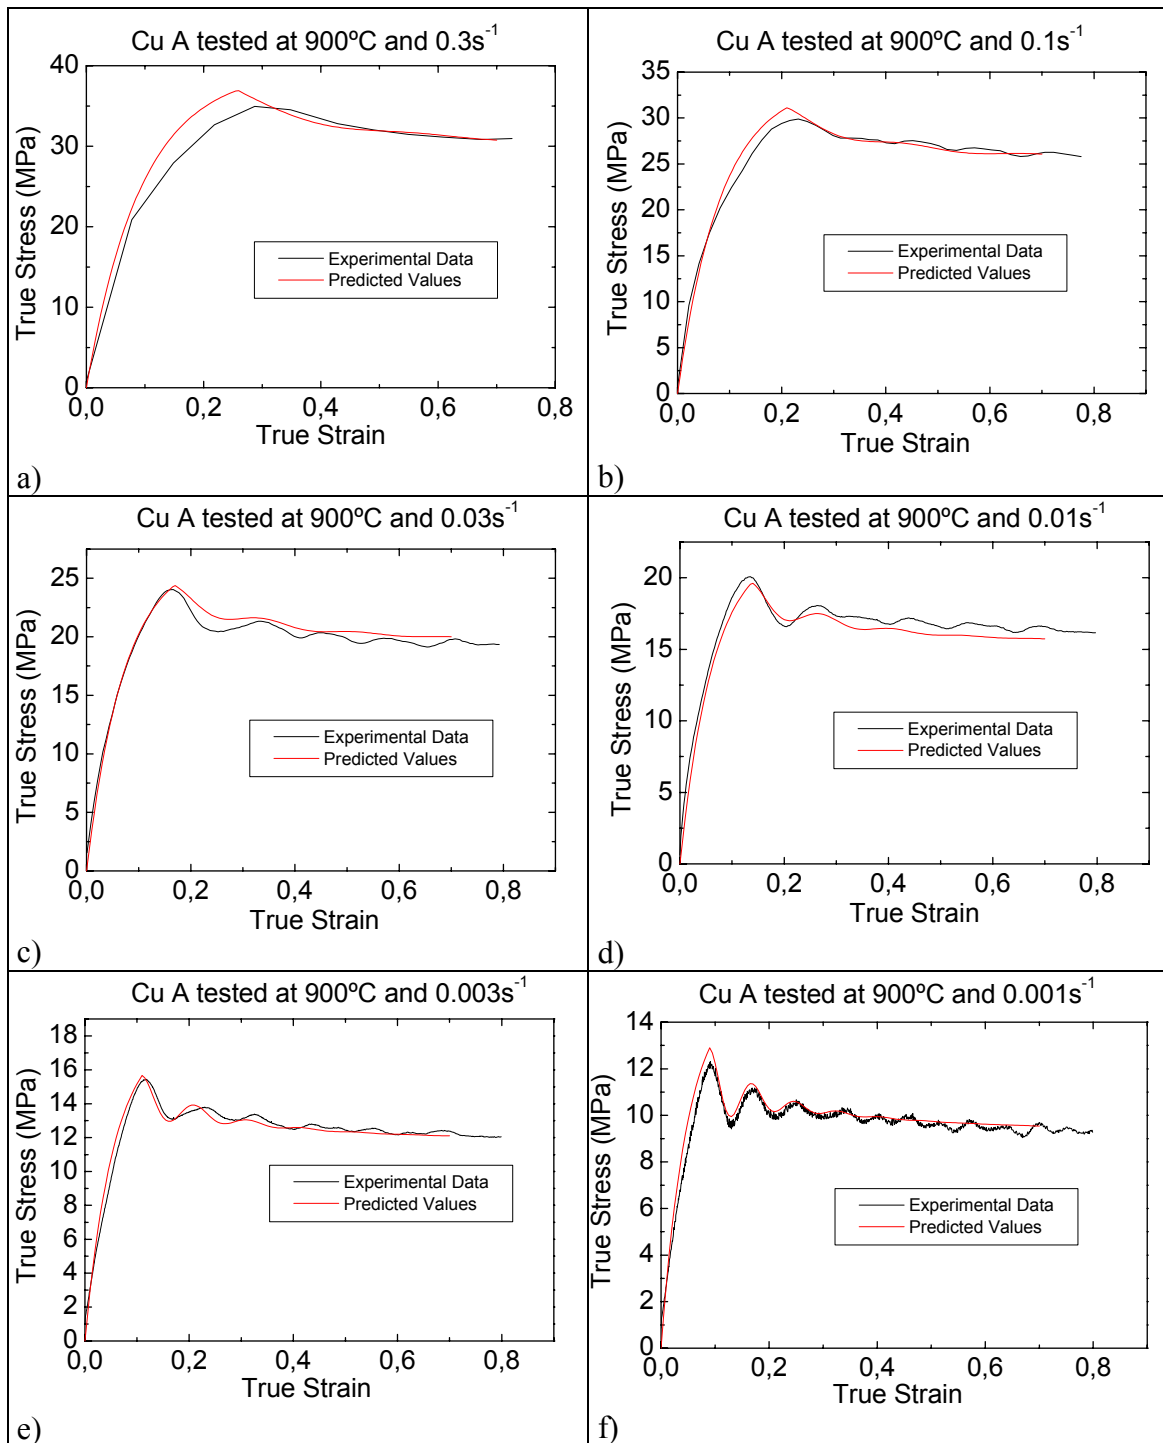 Cu A tested at 900ºC and 0.3s-1
40
30
20
10
0
0,0 0,2 0,4 0,6 0,8
True Stress (MPa)
True Strain
Experimental Data
Predicted Values
a)
Cu A tested at 900ºC and 0.1s-1
35
30
25
20
15
10
5
0
0,0 0,2 0,4 0,6 0,8
True Stress (MPa)
True Strain
Experimental Data
Predicted Values
b)
Cu A tested at 900ºC and 0.03s-1
25
20
15
10
5
0
0,0 0,2 0,4 0,6 0,8
True Stress (MPa)
True Strain
Experimental Data
Predicted Values
c)
Cu A tested at 900ºC and 0.01s-1
20
15
10
5
0
0,0 0,2 0,4 0,6 0,8
True Stress (MPa)
True Strain
Experimental Data
Predicted Values
d)
Cu A tested at 900ºC and 0.003s-1
18
16
14
12
10
8
6
4
2
0
0,0 0,2 0,4 0,6 0,8
True Stress (MPa)
True Strain
Experimental Data
Predicted Values
e)
Cu A tested at 900ºC and 0.001s-1
14
12
10
8
6
4
2
0
0,0 0,2 0,4 0,6 0,8
True Stress (MPa)
True Strain
Experimental Data
Predicted Values
f)